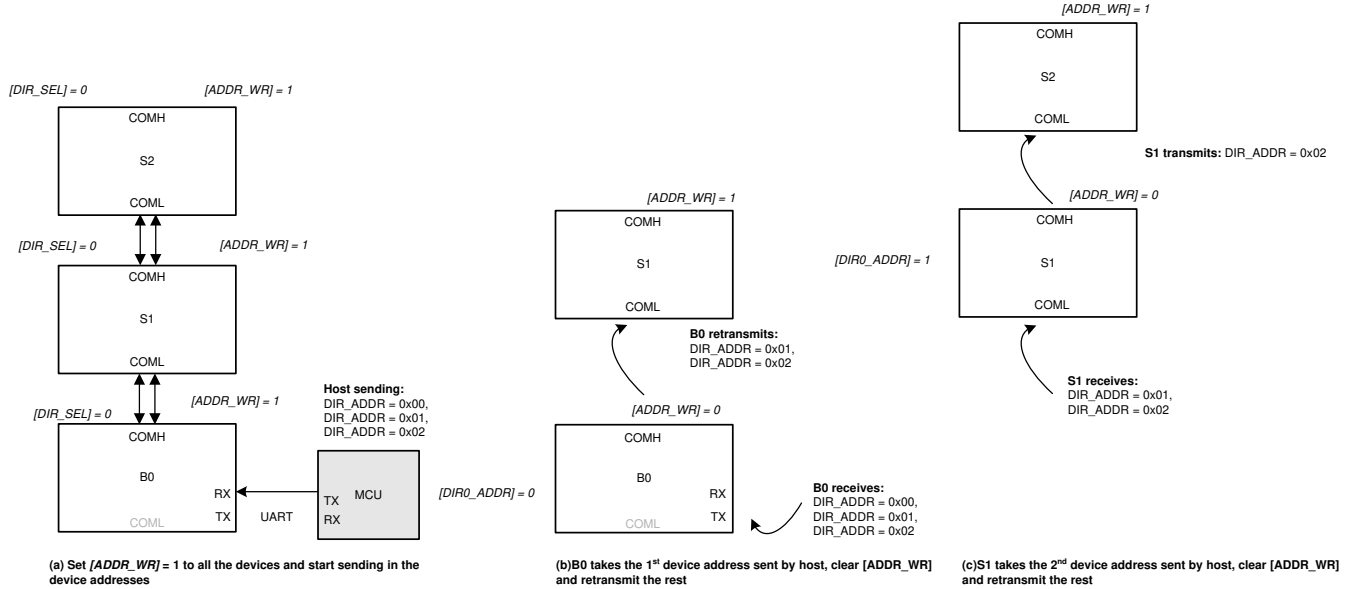 [DIR_SEL] = 0
[ADDR_WR] = 1
COMH
S2
COML
[DIR_SEL] = 0
[ADDR_WR] = 1
COMH
S1
COML
[DIR_SEL] = 0
[ADDR_WR] = 1
COMH
B0
RX
TX
COML
UART
Host sending:
DIR_ADDR = 0x00,
DIR_ADDR = 0x01,
DIR_ADDR = 0x02
TX
RX
MCU
(a) Set [ADDR_WR] = 1 to all the devices and start sending in the
device addresses
[ADDR_WR] = 1
COMH
S1
COML
B0 retransmits:
DIR_ADDR = 0x01,
DIR_ADDR = 0x02
[ADDR_WR] = 0
[DIR0_ADDR] = 0
COMH
B0
RX
TX
COML
B0 receives:
DIR_ADDR = 0x00,
DIR_ADDR = 0x01,
DIR_ADDR = 0x02
(b)B0 takes the 1st device address sent by host, clear [ADDR_WR]
and retransmit the rest
[ADDR_WR] = 1
COMH
S2
COML
S1 transmits: DIR_ADDR = 0x02
[ADDR_WR] = 0
[DIR0_ADDR] = 1
COMH
S1
COML
S1 receives:
DIR_ADDR = 0x01,
DIR_ADDR = 0x02
(c)S1 takes the 2nd device address sent by host, clear [ADDR_WR]
and retransmit the rest